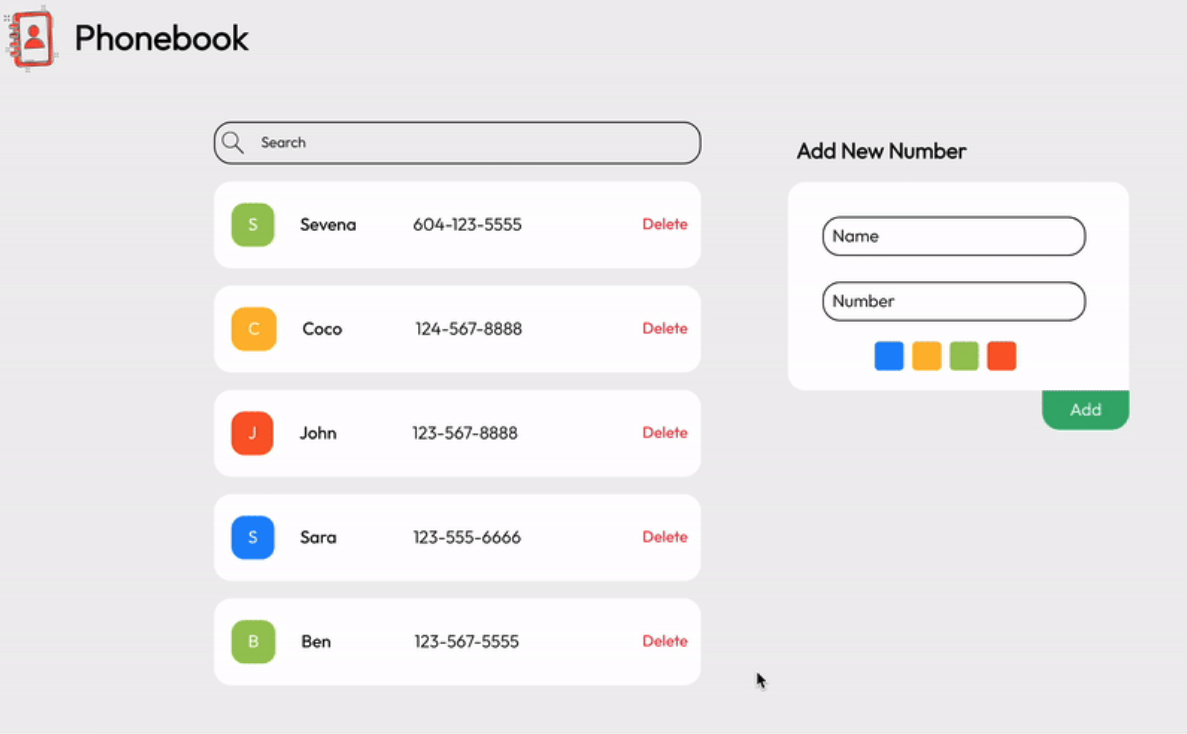 Phonebook
Search
Add New Number
S Sevena 604-123-5555 Delete
Name
C Coco 124-567-8888 Delete
Number
Add
J John 123-567-8888 Delete
S Sara 123-555-6666 Delete
B Ben 123-567-5555 Delete